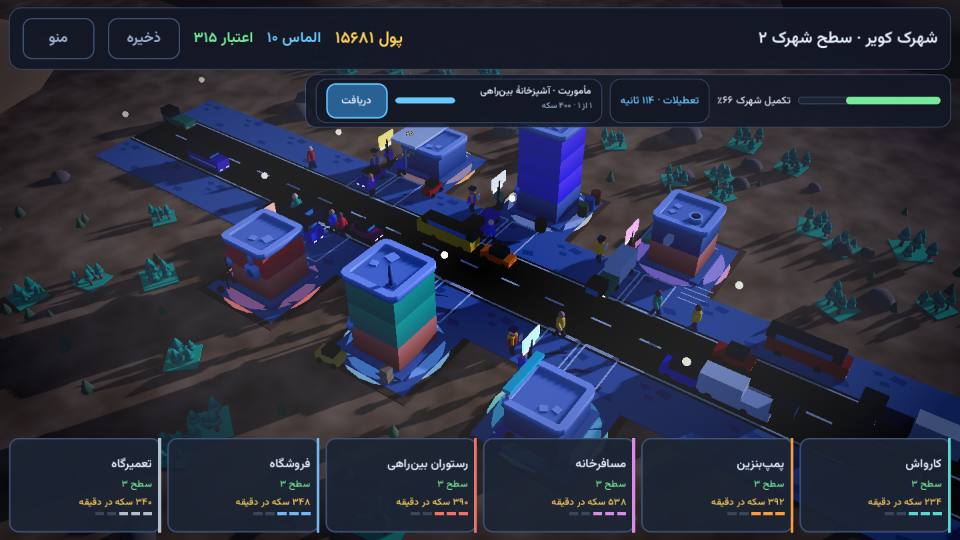 شهرک کویر · سطح شهرک ۲
پول ۱۵۶۸۱
الماس ۱۰
اعتبار ۳۱۵
ذخیره
منو
تکمیل شهرک ۶۶٪
تعطیلات · ۱۱۴ ثانیه
مأموریت · آشپزخانهٔ بین‌راهی
۱ از ۱ · ۴۰۰ سکه
دریافت
کارواش
سطح ۳
۲۳۴ سکه در دقیقه
پمپ‌بنزین
سطح ۳
۳۹۲ سکه در دقیقه
مسافرخانه
سطح ۳
۵۳۸ سکه در دقیقه
رستوران بین‌راهی
سطح ۳
۳۹۰ سکه در دقیقه
فروشگاه
سطح ۳
۳۴۸ سکه در دقیقه
تعمیرگاه
سطح ۳
۳۴۰ سکه در دقیقه